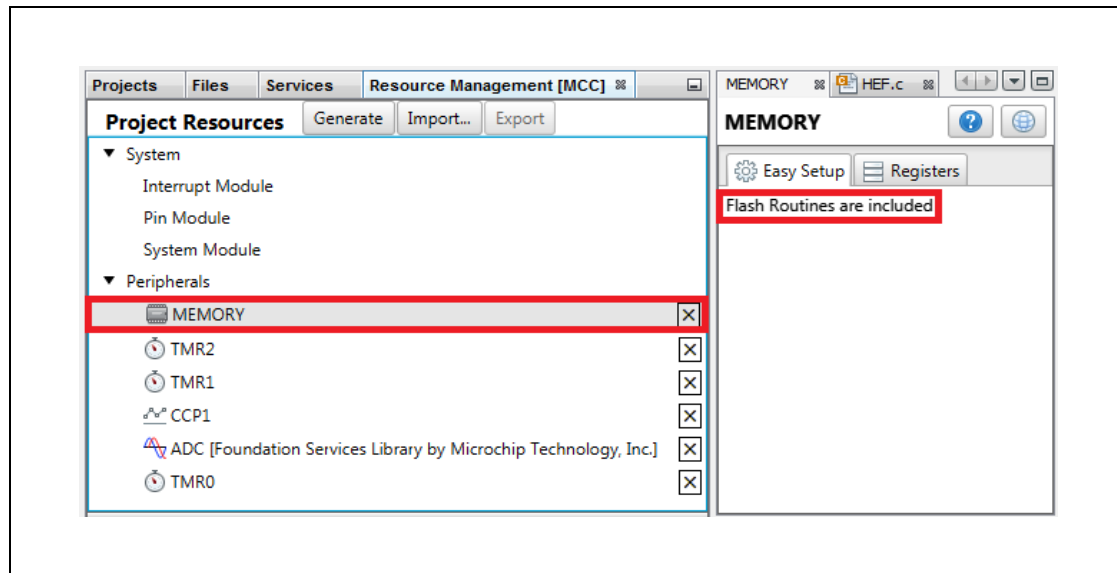 Projects Files Services Resource Management [MCC]
Project Resources Generate Import... Export
System
Interrupt Module
Pin Module
System Module
Peripherals
MEMORY
TMR2
TMR1
CCP1
ADC [Foundation Services Library by Microchip Technology, Inc.]
TMR0
MEMORY HEF.c
MEMORY
Easy Setup Registers
Flash Routines are included